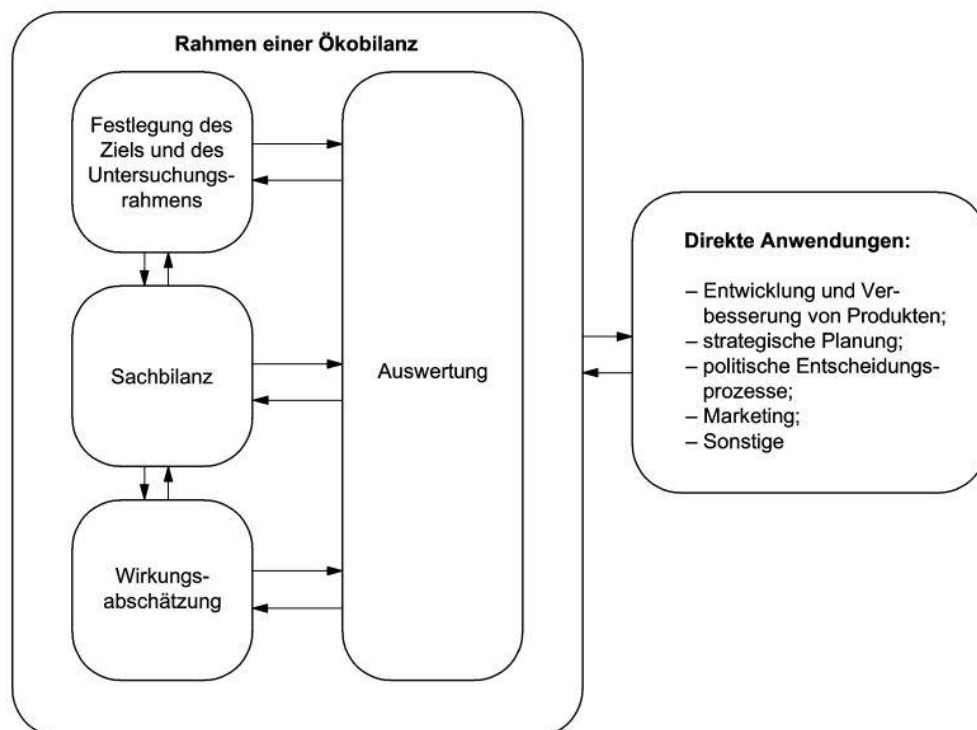 Rahmen einer Ökobilanz
Festlegung des
Ziels und des
Untersuchungs-
rahmens
Sachbilanz
Wirkungs-
abschätzung
Auswertung
Direkte Anwendungen:
– Entwicklung und Ver-
besserung von Produkten;
– strategische Planung;
– politische Entscheidungs-
prozesse;
– Marketing;
– Sonstige